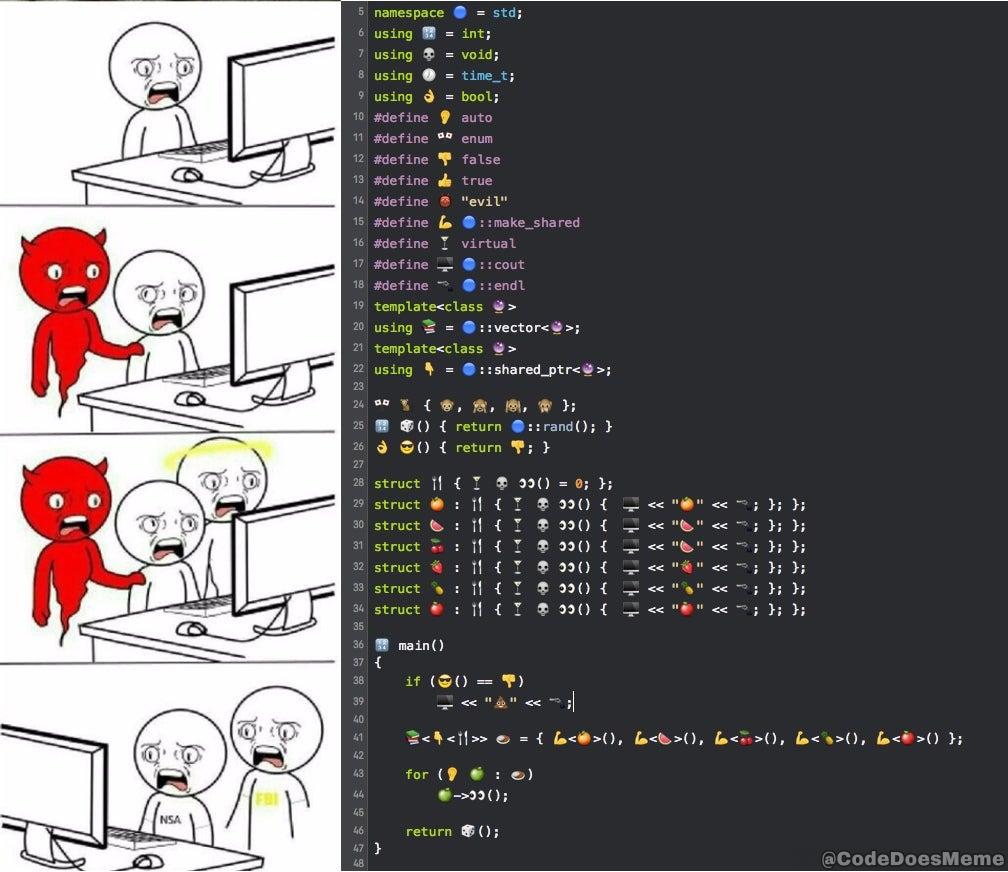 5 namespace 🔵 = std;
6 using 🔢 = int;
7 using 💀 = void;
8 using 🕖 = time_t;
9 using 👌 = bool;
10 #define 👂 auto
11 #define 🎴 enum
12 #define 👎 false
13 #define 👍 true
14 #define 👹 "evil"
15 #define 💪 🔵::make_shared
16 #define 🍸 virtual
17 #define 🖥 🔵::cout
18 #define 🔫 🔵::endl
19 template<class 🔮>
20 using 📚 = 🔵::vector<🔮>;
21 template<class 🔮>
22 using 👇 = 🔵::shared_ptr<🔮>;
23
24 🎴 🐒 { 🐵, 🙈, 🙉, 🙊 };
25 🔢 🎲() { return 🔵::rand(); }
26 👌 😎() { return 👎; }
27
28 struct 🍴 { 🍸 💀 👀() = 0; };
29 struct 🍊 : 🍴 { 🍸 💀 👀() { 🖥 << "🍊" << 🔫; }; };
30 struct 🍉 : 🍴 { 🍸 💀 👀() { 🖥 << "🍉" << 🔫; }; };
31 struct 🍒 : 🍴 { 🍸 💀 👀() { 🖥 << "🍉" << 🔫; }; };
32 struct 🍓 : 🍴 { 🍸 💀 👀() { 🖥 << "🍓" << 🔫; }; };
33 struct 🍍 : 🍴 { 🍸 💀 👀() { 🖥 << "🍍" << 🔫; }; };
34 struct 🍎 : 🍴 { 🍸 💀 👀() { 🖥 << "🍎" << 🔫; }; };
35
36 🔢 main()
37 {
38 if (😎() == 👎)
39 🖥 << "💩" << 🔫;
40
41 📚<👇<🍴>> 🥥 = { 💪<🍊>(), 💪<🍉>(), 💪<🍒>(), 💪<🍍>(), 💪<🍎>() };
42
43 for (👂 🍏 : 🥥)
44 🍏->👀();
45
46 return 🎲();
47 }
48
FBI
NSA
@CodeDoesMeme